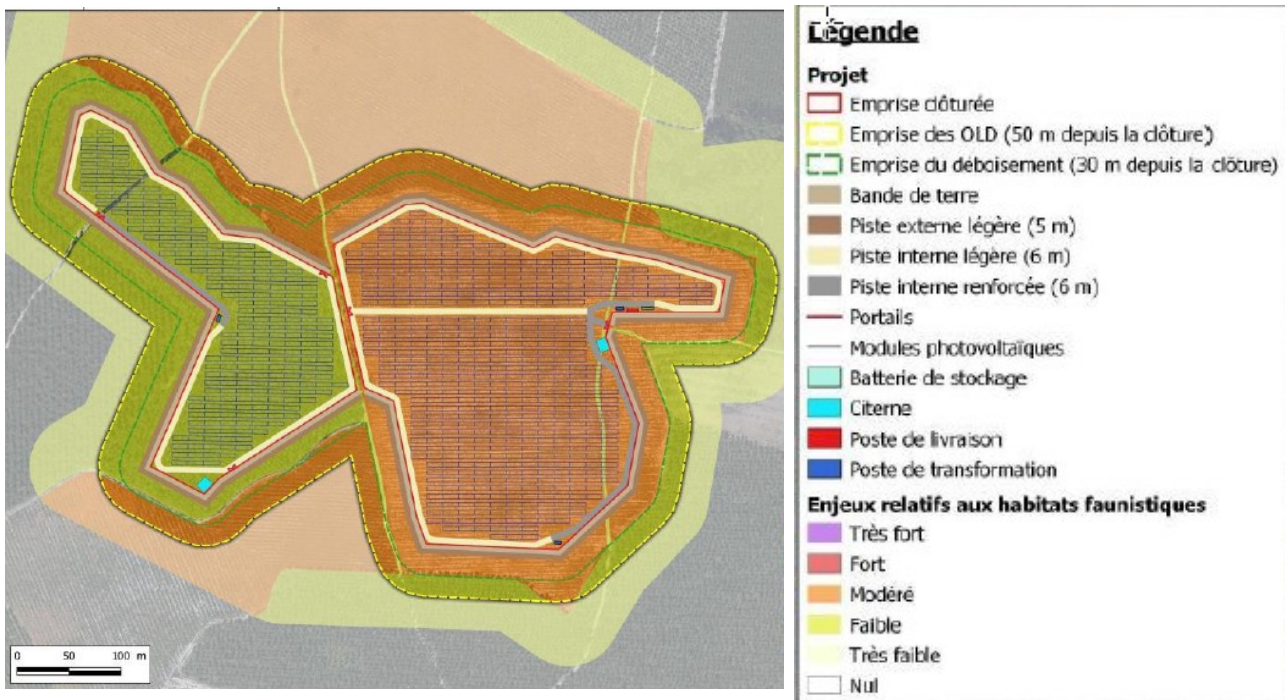 Légende
Projet
Emprise clôturée
Emprise des OLD (50 m depuis la clôture)
Emprise du déboisement (30 m depuis la clôture)
Bande de terre
Piste externe légère (5 m)
Piste interne légère (6 m)
Piste interne renforcée (6 m)
Portails
Modules photovoltaïques
Batterie de stockage
Citerne
Poste de livraison
Poste de transformation
Enjeux relatifs aux habitats faunistiques
Très fort
Fort
Modéré
Faible
Très faible
Nul
0 50 100 m